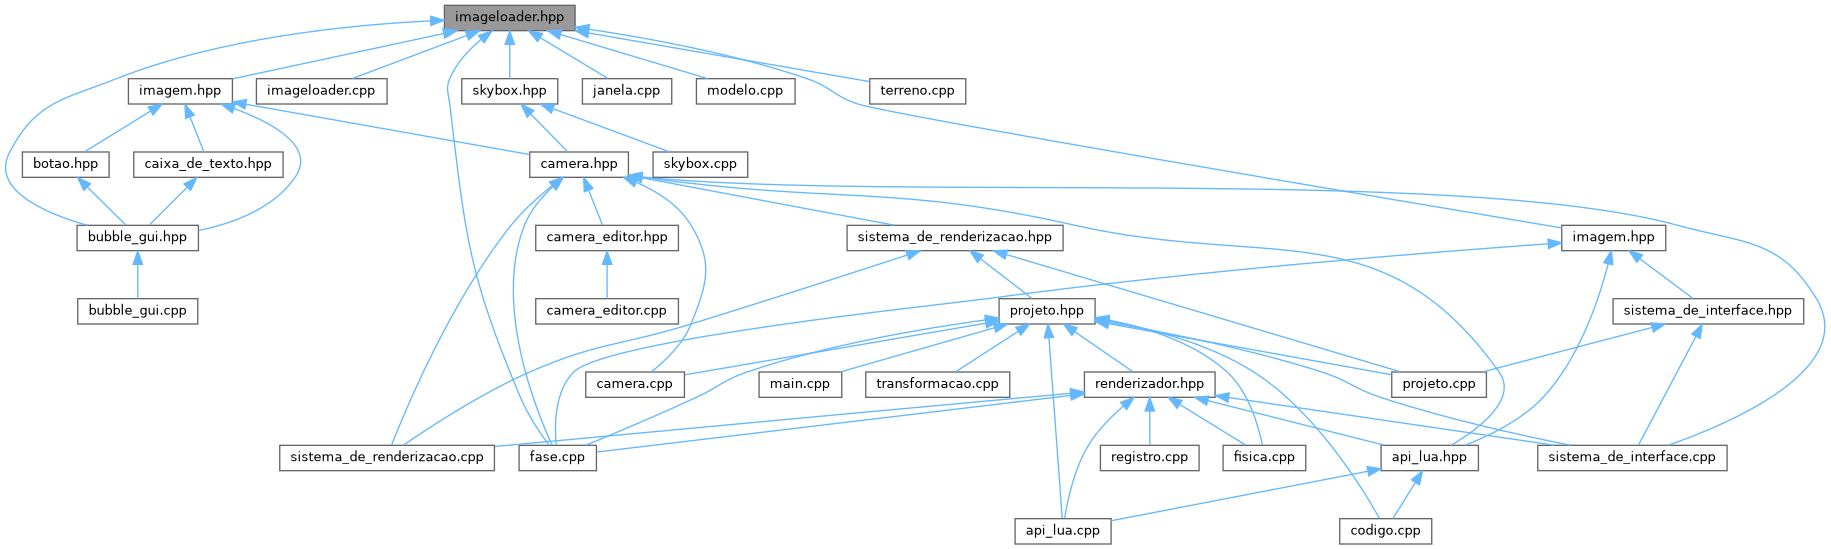 imageloader.hpp
imagem.hpp
imageloader.cpp
skybox.hpp
janela.cpp
modelo.cpp
terreno.cpp
botao.hpp
caixa_de_texto.hpp
camera.hpp
skybox.cpp
bubble_gui.hpp
camera_editor.hpp
sistema_de_renderizacao.hpp
imagem.hpp
bubble_gui.cpp
camera_editor.cpp
projeto.hpp
sistema_de_interface.hpp
camera.cpp
main.cpp
transformacao.cpp
renderizador.hpp
projeto.cpp
sistema_de_renderizacao.cpp
fase.cpp
registro.cpp
fisica.cpp
api_lua.hpp
sistema_de_interface.cpp
api_lua.cpp
codigo.cpp